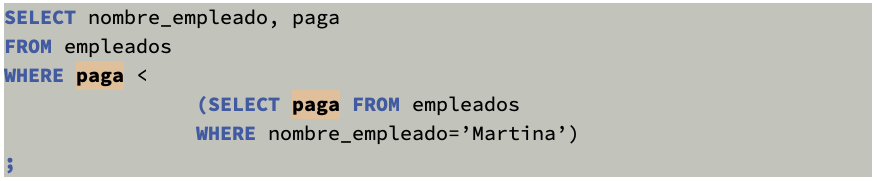 SELECT nombre_empleado, paga
FROM empleados
WHERE paga <
(SELECT paga FROM empleados
WHERE nombre_empleado=’Martina’)
;